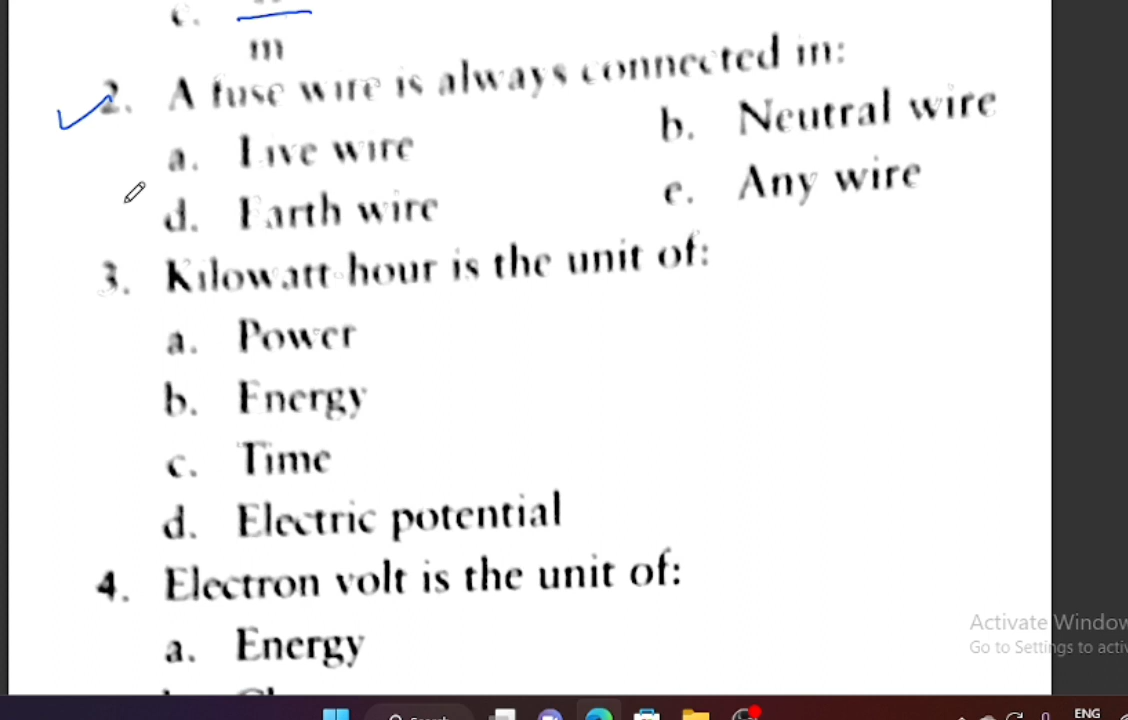 c.
m
2. A fuse wire is always connected in:
a. Live wire b. Neutral wire
d. Earth wire e. Any wire
3. Kilowatt-hour is the unit of:
a. Power
b. Energy
c. Time
d. Electric potential
4. Electron volt is the unit of:
a. Energy
Activate Window
Go to Settings to activ
Search
ENG